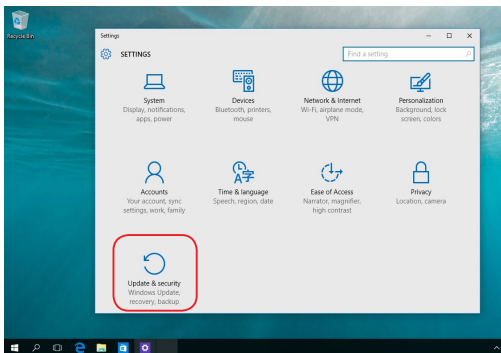 Recycle Bin
Settings
SETTINGS
Find a setting
System
Display, notifications,
apps, power
Devices
Bluetooth, printers,
mouse
Network & Internet
Wi-Fi, airplane mode,
VPN
Personalization
Background, lock
screen, colors
Accounts
Your account, sync
settings, work, family
Time & language
Speech, region, date
Ease of Access
Narrator, magnifier,
high contrast
Privacy
Location, camera
Update & security
Windows Update,
recovery, backup